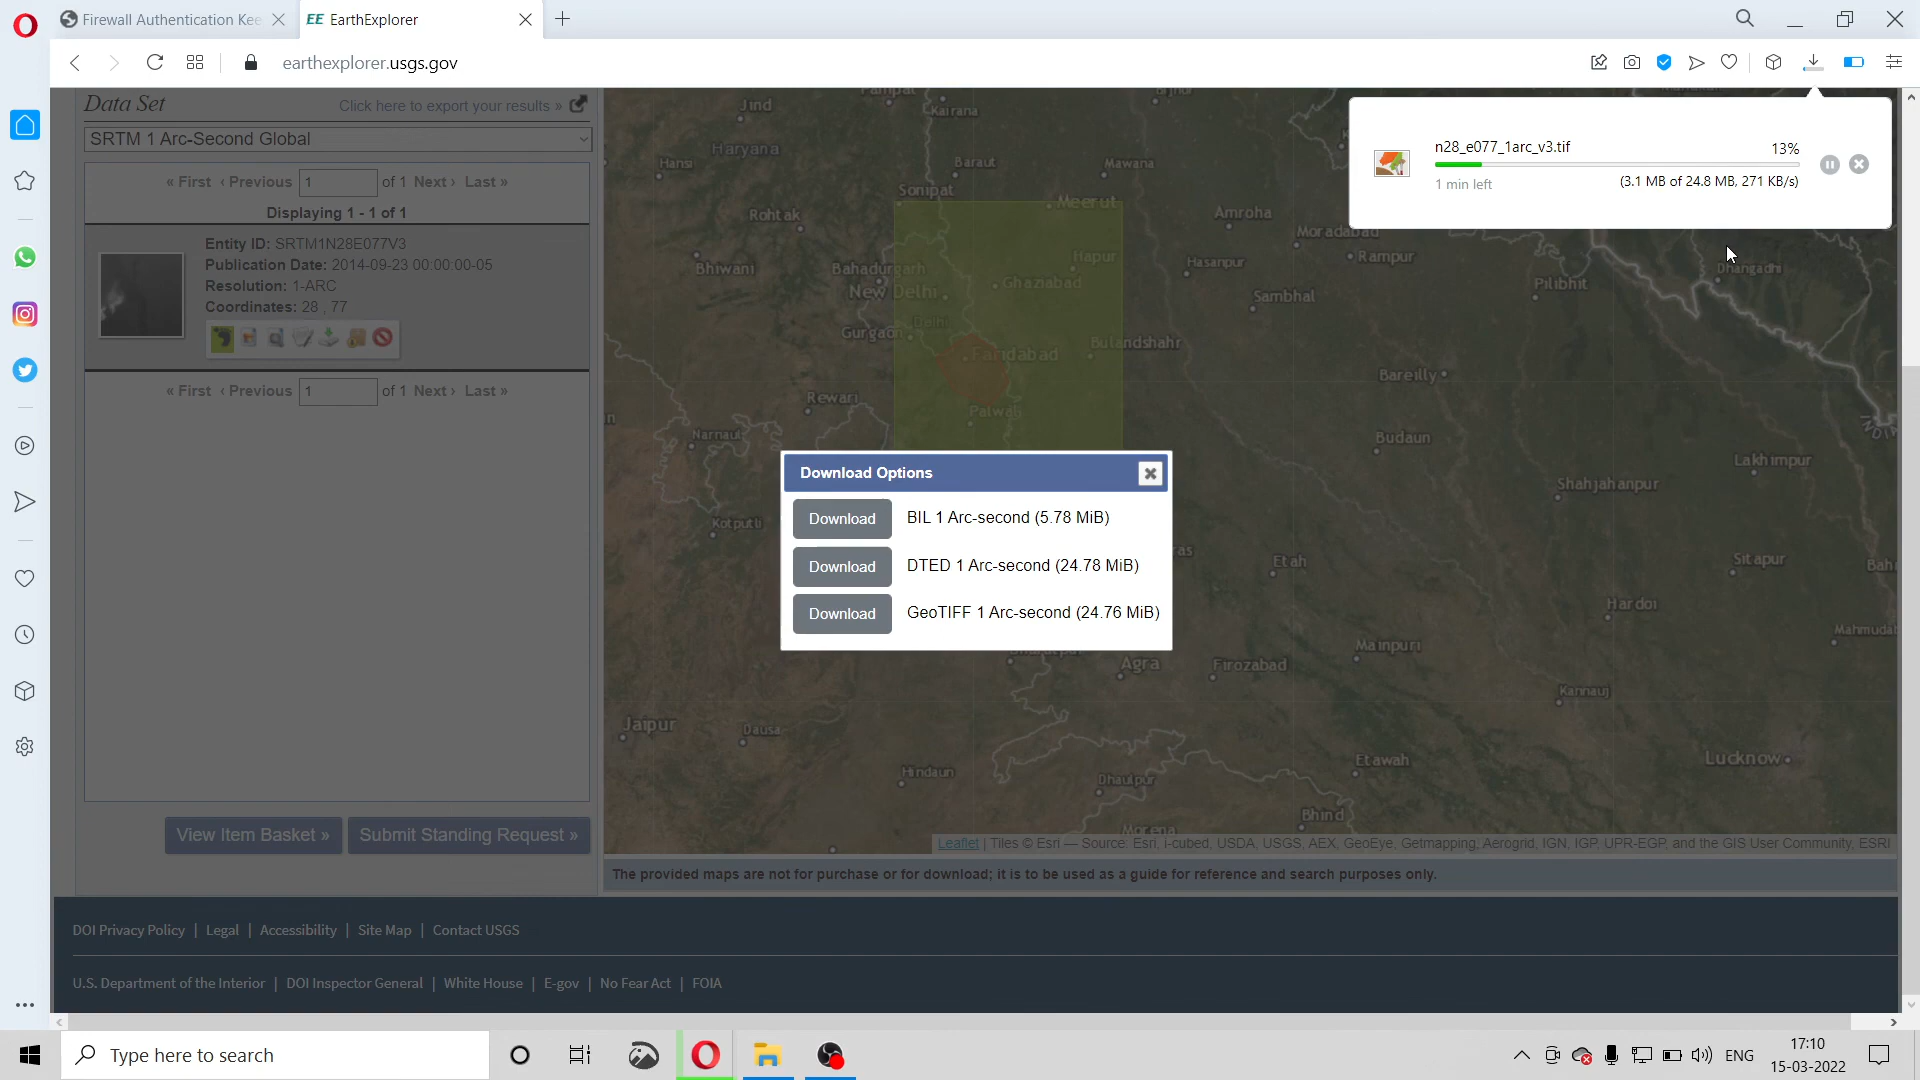 Firewall Authentication Kee
EE EarthExplorer
earthexplorer.usgs.gov
Data Set
Click here to export your results »
SRTM 1 Arc-Second Global
« First ‹ Previous 1 of 1 Next › Last »
Displaying 1 - 1 of 1
Entity ID: SRTM1N28E077V3
Publication Date: 2014-09-23 00:00:00-05
Resolution: 1-ARC
Coordinates: 28 , 77
« First ‹ Previous 1 of 1 Next › Last »
View Item Basket »
Submit Standing Request »
n28_e077_1arc_v3.tif
13%
1 min left
(3.1 MB of 24.8 MB, 271 KB/s)
Panipat
Jind
Kairana
Haryana
Hansi
Baraut
Mawana
Sonipat
Meerut
Rohtak
Amroha
Moradabad
Rampur
Bhiwani
Bahadurgarh
Hapur
Hasanpur
Dhangadhi
New Delhi
Ghaziabad
Sambhal
Pilibhit
Delhi
Gurgaon
Faridabad
Bulandshahr
Bareilly
Rewari
Palwal
Narnaul
Budaun
Lakhimpur
Shahjahanpur
Kotputli
Etah
Sitapur
Bah
Hardoi
Mahmudab
Mainpuri
Agra
Firozabad
Kannauj
Jaipur
Dausa
Etawah
Lucknow
Hindaun
Dhaulpur
Bhind
Morena
Download Options
Download BIL 1 Arc-second (5.78 MiB)
Download DTED 1 Arc-second (24.78 MiB)
Download GeoTIFF 1 Arc-second (24.76 MiB)
Leaflet | Tiles © Esri — Source: Esri, i-cubed, USDA, USGS, AEX, GeoEye, Getmapping, Aerogrid, IGN, IGP, UPR-EGP, and the GIS User Community, ESRI
The provided maps are not for purchase or for download; it is to be used as a guide for reference and search purposes only.
DOI Privacy Policy | Legal | Accessibility | Site Map | Contact USGS
U.S. Department of the Interior | DOI Inspector General | White House | E-gov | No Fear Act | FOIA
Type here to search
ENG
17:10
15-03-2022